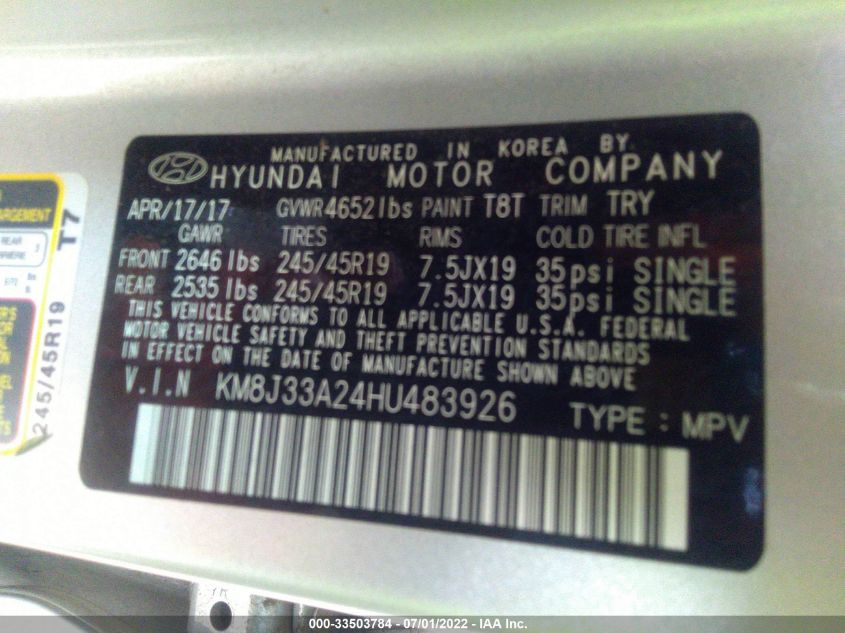 MANUFACTURED IN KOREA BY
HYUNDAI MOTOR COMPANY
APR/17/17 GVWR4652lbs PAINT T8T TRIM TRY
GAWR TIRES RIMS COLD TIRE INFL
FRONT 2646 lbs 245/45R19 7.5JX19 35psi SINGLE
REAR 2535 lbs 245/45R19 7.5JX19 35psi SINGLE
THIS VEHICLE CONFORMS TO ALL APPLICABLE U.S.A. FEDERAL
MOTOR VEHICLE SAFETY AND THEFT PREVENTION STANDARDS
IN EFFECT ON THE DATE OF MANUFACTURE SHOWN ABOVE.
V.I.N KM8J33A24HU483926 TYPE : MPV
REAR
T7
245/45R19
000-33503784 - 07/01/2022 - IAA Inc.